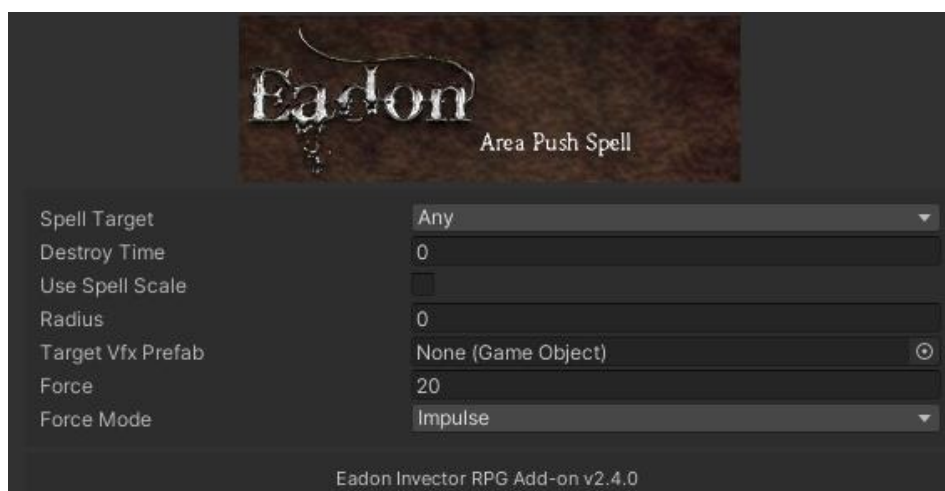 Eadon
Area Push Spell
Spell Target Any
Destroy Time 0
Use Spell Scale
Radius 0
Target Vfx Prefab None (Game Object)
Force 20
Force Mode Impulse
Eadon Invector RPG Add-on v2.4.0